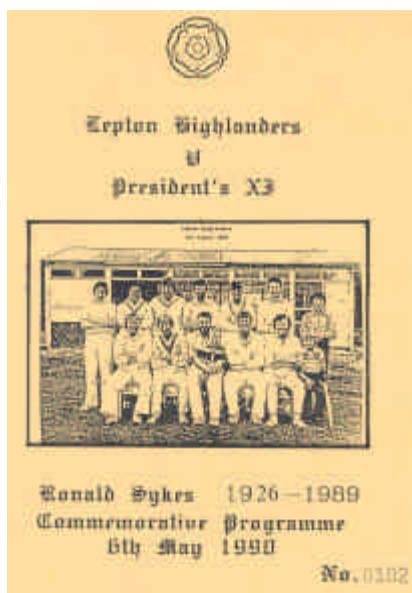 Lepton Highlanders
V
President's XI
Ronald Sykes 1926-1989
Commemorative Programme
6th May 1990
No. 0102